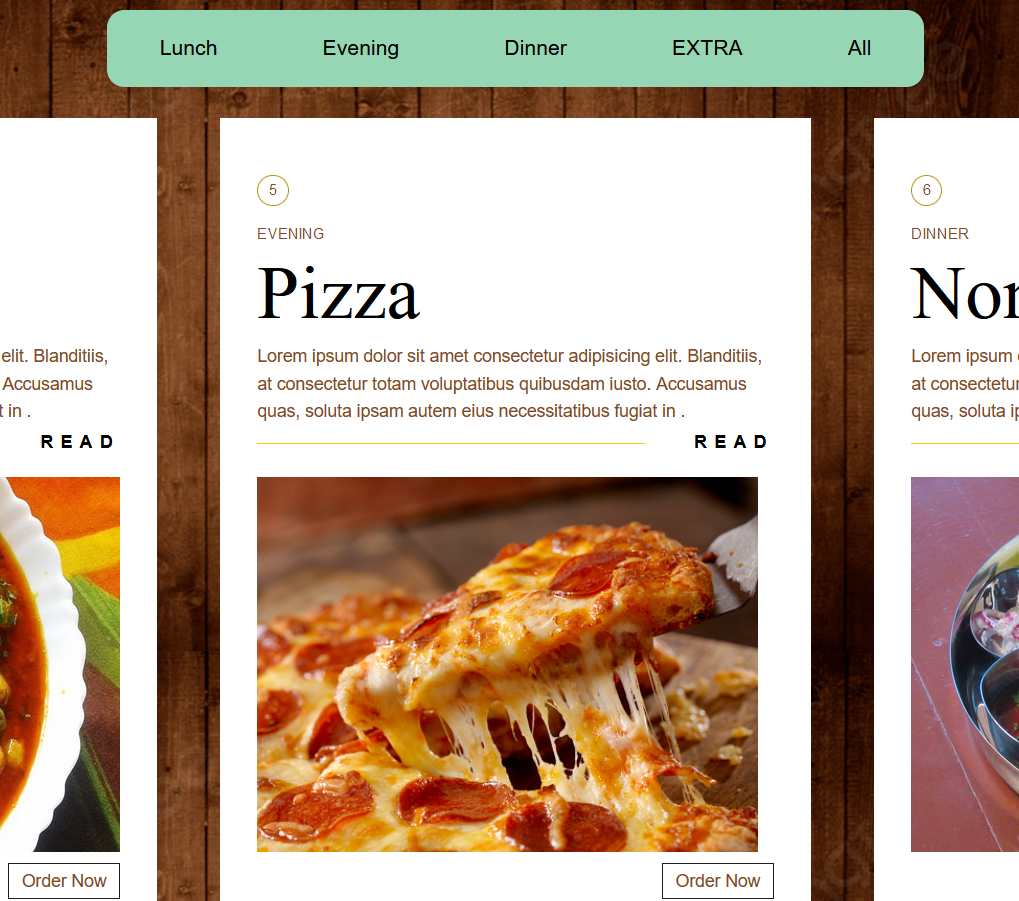 Lunch Evening Dinner EXTRA All
elit. Blanditiis,
Accusamus
in .
READ
Order Now
5
EVENING
Pizza
Lorem ipsum dolor sit amet consectetur adipisicing elit. Blanditiis,
at consectetur totam voluptatibus quibusdam iusto. Accusamus
quas, soluta ipsam autem eius necessitatibus fugiat in .
READ
Order Now
6
DINNER
Lorem ipsum
at consectetur
quas, soluta